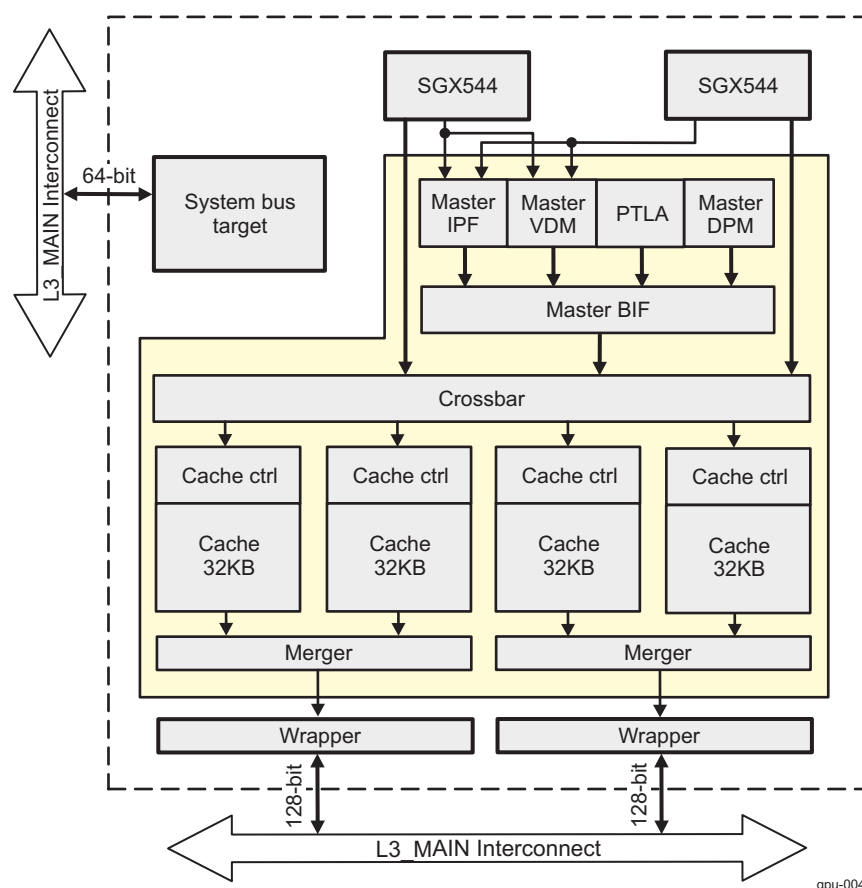 SGX544
SGX544
L3_MAIN Interconnect
64-bit
System bus
target
Master
IPF
Master
VDM
PTLA
Master
DPM
Master BIF
Crossbar
Cache ctrl
Cache ctrl
Cache ctrl
Cache ctrl
Cache
32KB
Cache
32KB
Cache
32KB
Cache
32KB
Merger
Merger
Wrapper
Wrapper
128-bit
128-bit
L3_MAIN Interconnect
gpu-004